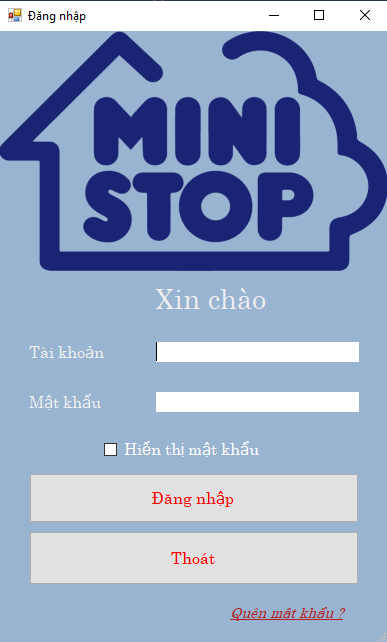 Đăng nhập
MINI
STOP
Xin chào
Tài khoản
Mật khẩu
Hiển thị mật khẩu
Đăng nhập
Thoát
Quên mât khẩu ?